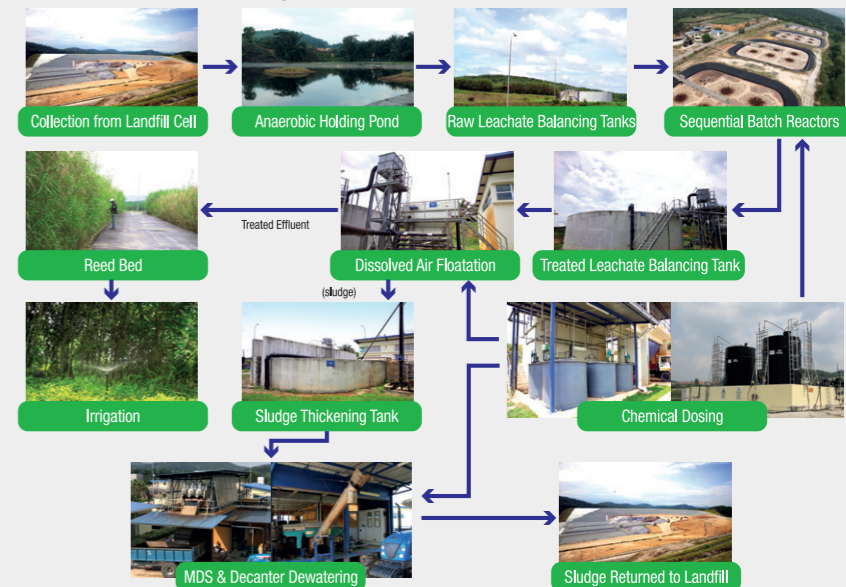 Collection from Landfill Cell
Anaerobic Holding Pond
Raw Leachate Balancing Tanks
Sequential Batch Reactors
Treated Effluent
Reed Bed
Dissolved Air Floatation
Treated Leachate Balancing Tank
(sludge)
Irrigation
Sludge Thickening Tank
Chemical Dosing
MDS & Decanter Dewatering
Sludge Returned to Landfill